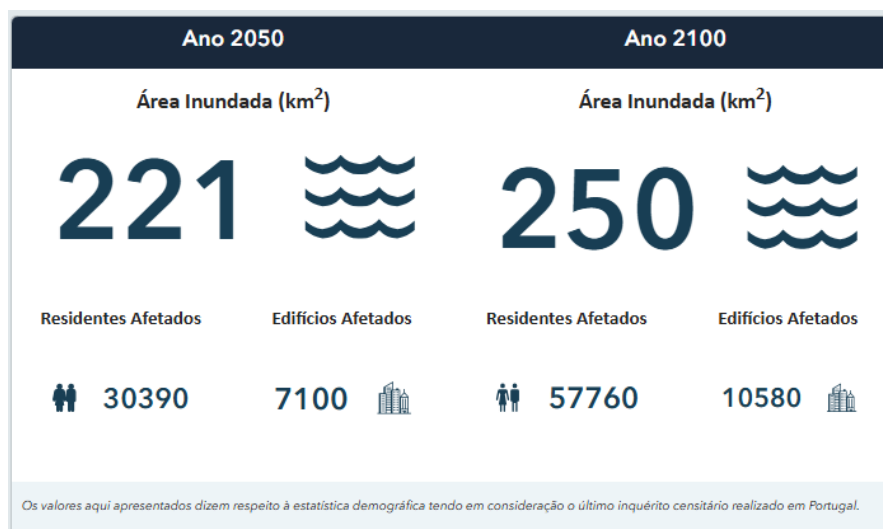 Ano 2050
Ano 2100
Área Inundada (km²)
Área Inundada (km²)
221
250
Residentes Afetados
Edifícios Afetados
Residentes Afetados
Edifícios Afetados
30390
7100
57760
10580
Os valores aqui apresentados dizem respeito à estatística demográfica tendo em consideração o último inquérito censitário realizado em Portugal.